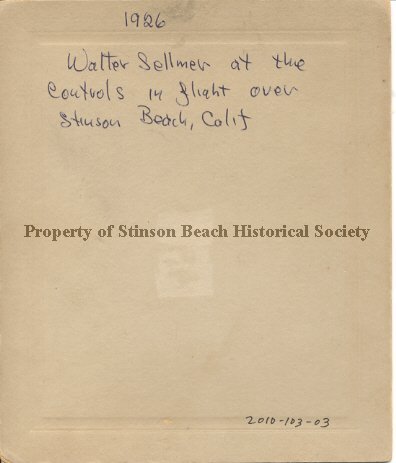 1926
Walter Sellmer at the
Controls in flight over
Stinson Beach, Calif
Property of Stinson Beach Historical Society
2010-103-03